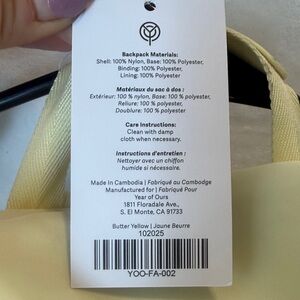 Backpack Materials:
Shell: 100% Nylon, Base: 100% Polyester,
Binding: 100% Polyester,
Lining: 100% Polyester
Matériaux du sac à dos :
Extérieur: 100 % nylon, Base: 100 % polyester,
Reliure: 100 % polyester,
Doublure: 100 % polyester
Care Instructions:
Clean with damp
cloth when necessary.
Instructions d'entretien :
Nettoyer avec un chiffon
humide si nécessaire.
Made In Cambodia | Fabriqué au Cambodge
Manufactured for | Fabriqué Pour
Year of Ours
1811 Floradale Ave.,
S. El Monte, CA 91733
Butter Yellow | Jaune Beurre
102025
YOO-FA-002